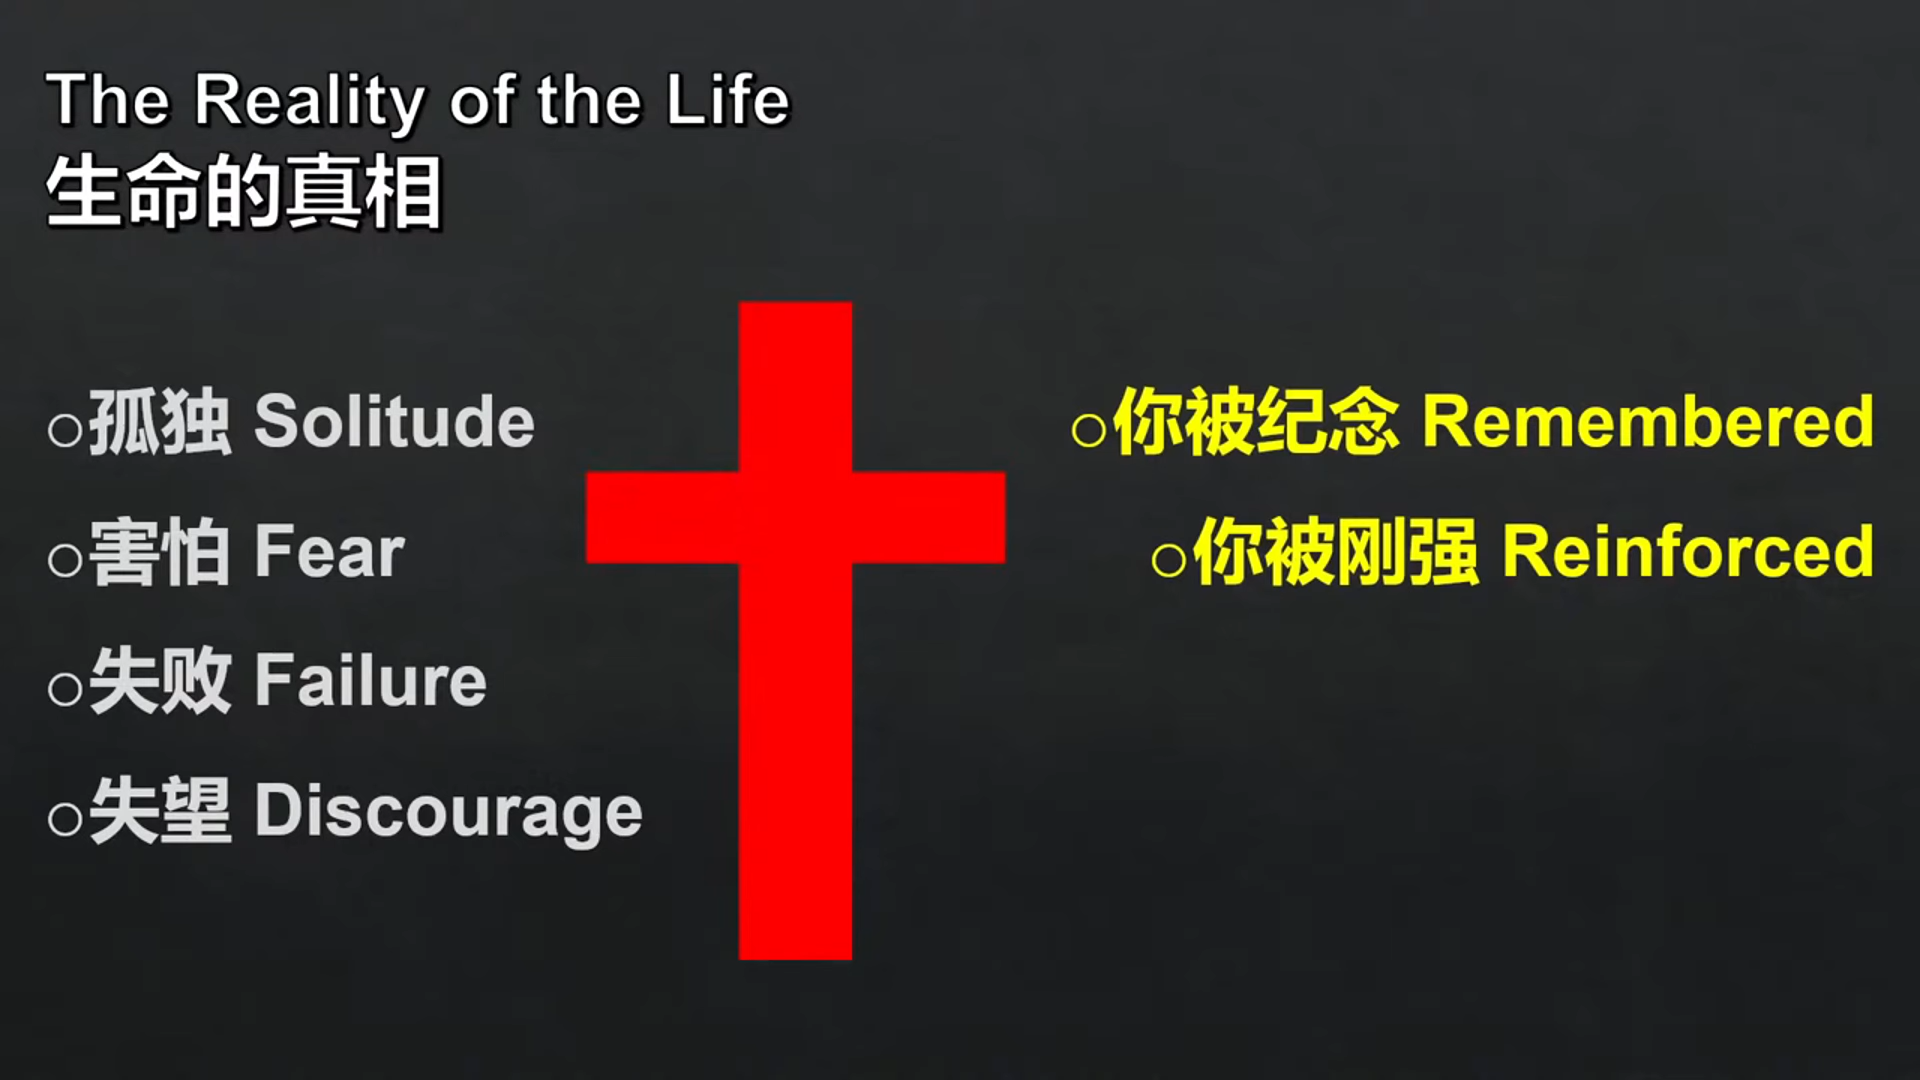 The Reality of the Life
生命的真相
○孤独 Solitude
○害怕 Fear
○失败 Failure
○失望 Discourage
○你被纪念 Remembered
○你被刚强 Reinforced